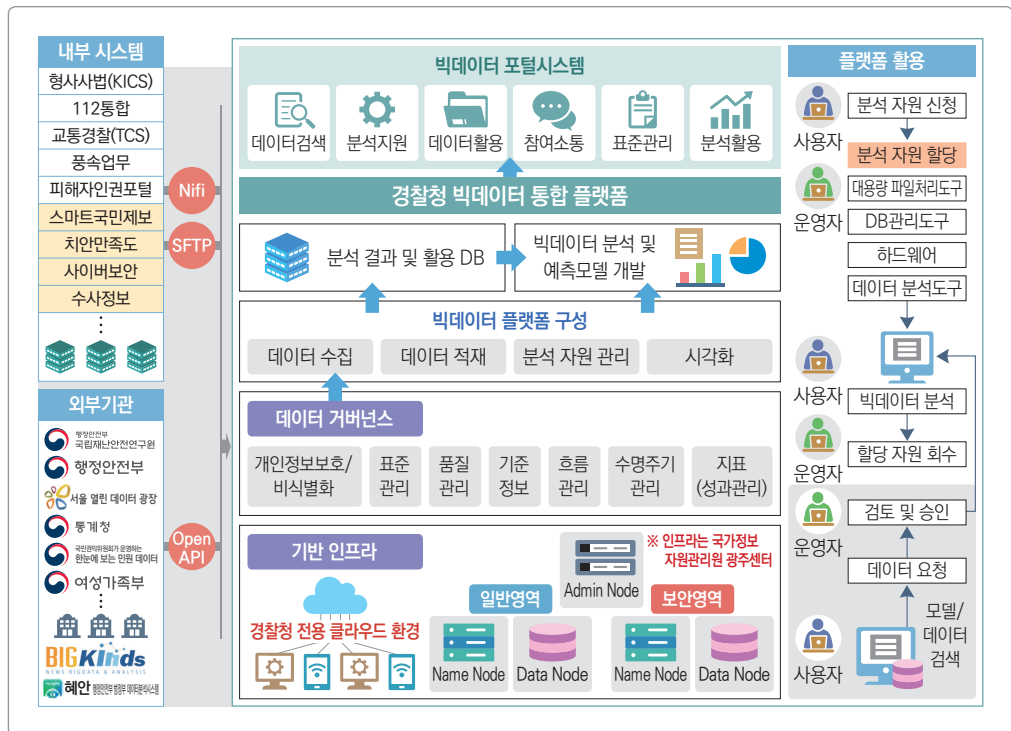 내부 시스템
형사사법(KICS)
112통합
교통경찰(TCS)
풍속업무
피해자인권포털
스마트국민제보
치안만족도
사이버보안
수사정보
외부기관
행정안전부
국립재난안전연구원
행정안전부
서울 열린 데이터 광장
통계청
국민권익위원회가 운영하는
한눈에 보는 민원 데이터
여성가족부
BIGKinds
NEWS BIGDATA & ANALYSIS
혜안 행정안전부 범정부 데이터분석시스템
Nifi
SFTP
Open
API
빅데이터 포털시스템
데이터검색
분석지원
데이터활용
참여소통
표준관리
분석활용
경찰청 빅데이터 통합 플랫폼
분석 결과 및 활용 DB
빅데이터 분석 및
예측모델 개발
빅데이터 플랫폼 구성
데이터 수집
데이터 적재
분석 자원 관리
시각화
데이터 거버넌스
개인정보보호/
비식별화
표준
관리
품질
관리
기준
정보
흐름
관리
수명주기
관리
지표
(성과관리)
기반 인프라
경찰청 전용 클라우드 환경
※ 인프라는 국가정보
자원관리원 광주센터
Admin Node
일반영역
보안영역
Name Node
Data Node
Name Node
Data Node
플랫폼 활용
사용자
분석 자원 신청
분석 자원 할당
운영자
대용량 파일처리도구
DB관리도구
하드웨어
데이터 분석도구
사용자
빅데이터 분석
운영자
할당 자원 회수
운영자
검토 및 승인
데이터 요청
사용자
모델/
데이터
검색